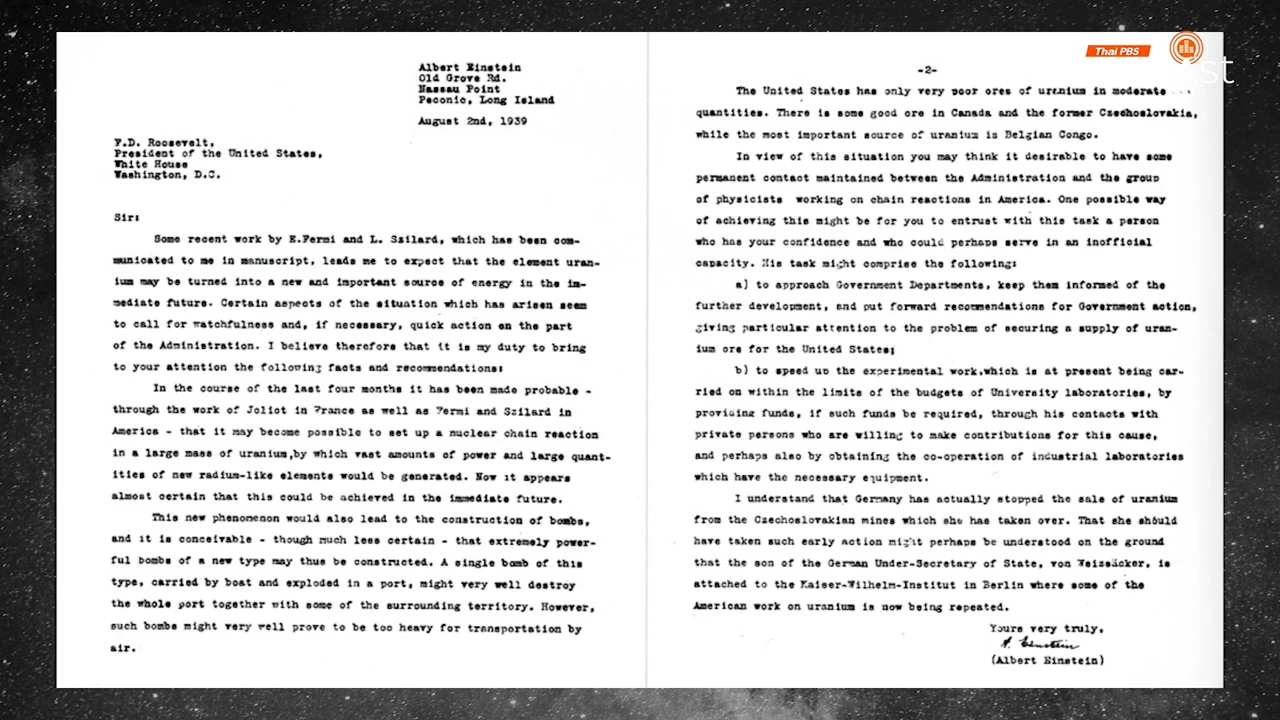 Thai PBS
st
Albert Einstein
Old Grove Rd.
Nassau Point
Peconic, Long Island
August 2nd, 1939
F.D. Roosevelt,
President of the United States,
White House
Washington, D.C.
Sir:
Some recent work by E.Fermi and L. Szilard, which has been com-
municated to me in manuscript, leads me to expect that the element uran-
ium may be turned into a new and important source of energy in the im-
mediate future. Certain aspects of the situation which has arisen seem
to call for watchfulness and, if necessary, quick action on the part
of the Administration. I believe therefore that it is my duty to bring
to your attention the following facts and recommendations:
In the course of the last four months it has been made probable -
through the work of Joliot in France as well as Fermi and Szilard in
America - that it may become possible to set up a nuclear chain reaction
in a large mass of uranium,by which vast amounts of power and large quant-
ities of new radium-like elements would be generated. Now it appears
almost certain that this could be achieved in the immediate future.
This new phenomenon would also lead to the construction of bombs,
and it is conceivable - though much less certain - that extremely power-
ful bombs of a new type may thus be constructed. A single bomb of this
type, carried by boat and exploded in a port, might very well destroy
the whole port together with some of the surrounding territory. However,
such bombs might very well prove to be too heavy for transportation by
air.
-2-
The United States has only very poor ores of uranium in moderate
quantities. There is some good ore in Canada and the former Czechoslovakia,
while the most important source of uranium is Belgian Congo.
In view of this situation you may think it desirable to have some
permanent contact maintained between the Administration and the group
of physicists working on chain reactions in America. One possible way
of achieving this might be for you to entrust with this task a person
who has your confidence and who could perhaps serve in an inofficial
capacity. His task might comprise the following:
a) to approach Government Departments, keep them informed of the
further development, and put forward recommendations for Government action,
giving particular attention to the problem of securing a supply of uran-
ium ore for the United States;
b) to speed up the experimental work,which is at present being car-
ried on within the limits of the budgets of University laboratories, by
providing funds, if such funds be required, through his contacts with
private persons who are willing to make contributions for this cause,
and perhaps also by obtaining the co-operation of industrial laboratories
which have the necessary equipment.
I understand that Germany has actually stopped the sale of uranium
from the Czechoslovakian mines which she has taken over. That she should
have taken such early action might perhaps be understood on the ground
that the son of the German Under-Secretary of State, von Weizsäcker, is
attached to the Kaiser-Wilhelm-Institut in Berlin where some of the
American work on uranium is now being repeated.
Yours very truly,
A. Einstein
(Albert Einstein)